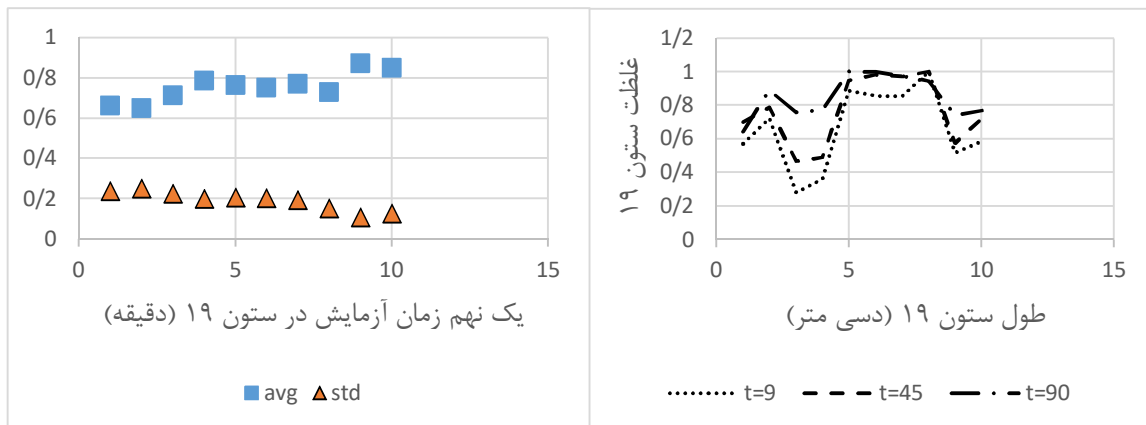 1
0/8
0/6
0/4
0/2
0
0 5 10 15
یک نهم زمان آزمایش در ستون ۱۹ (دقیقه)
avg std
غلظت ستون ۱۹
1/2
1
0/8
0/6
0/4
0/2
0
0 5 10 15
طول ستون ۱۹ (دسی متر)
t=9 t=45 t=90